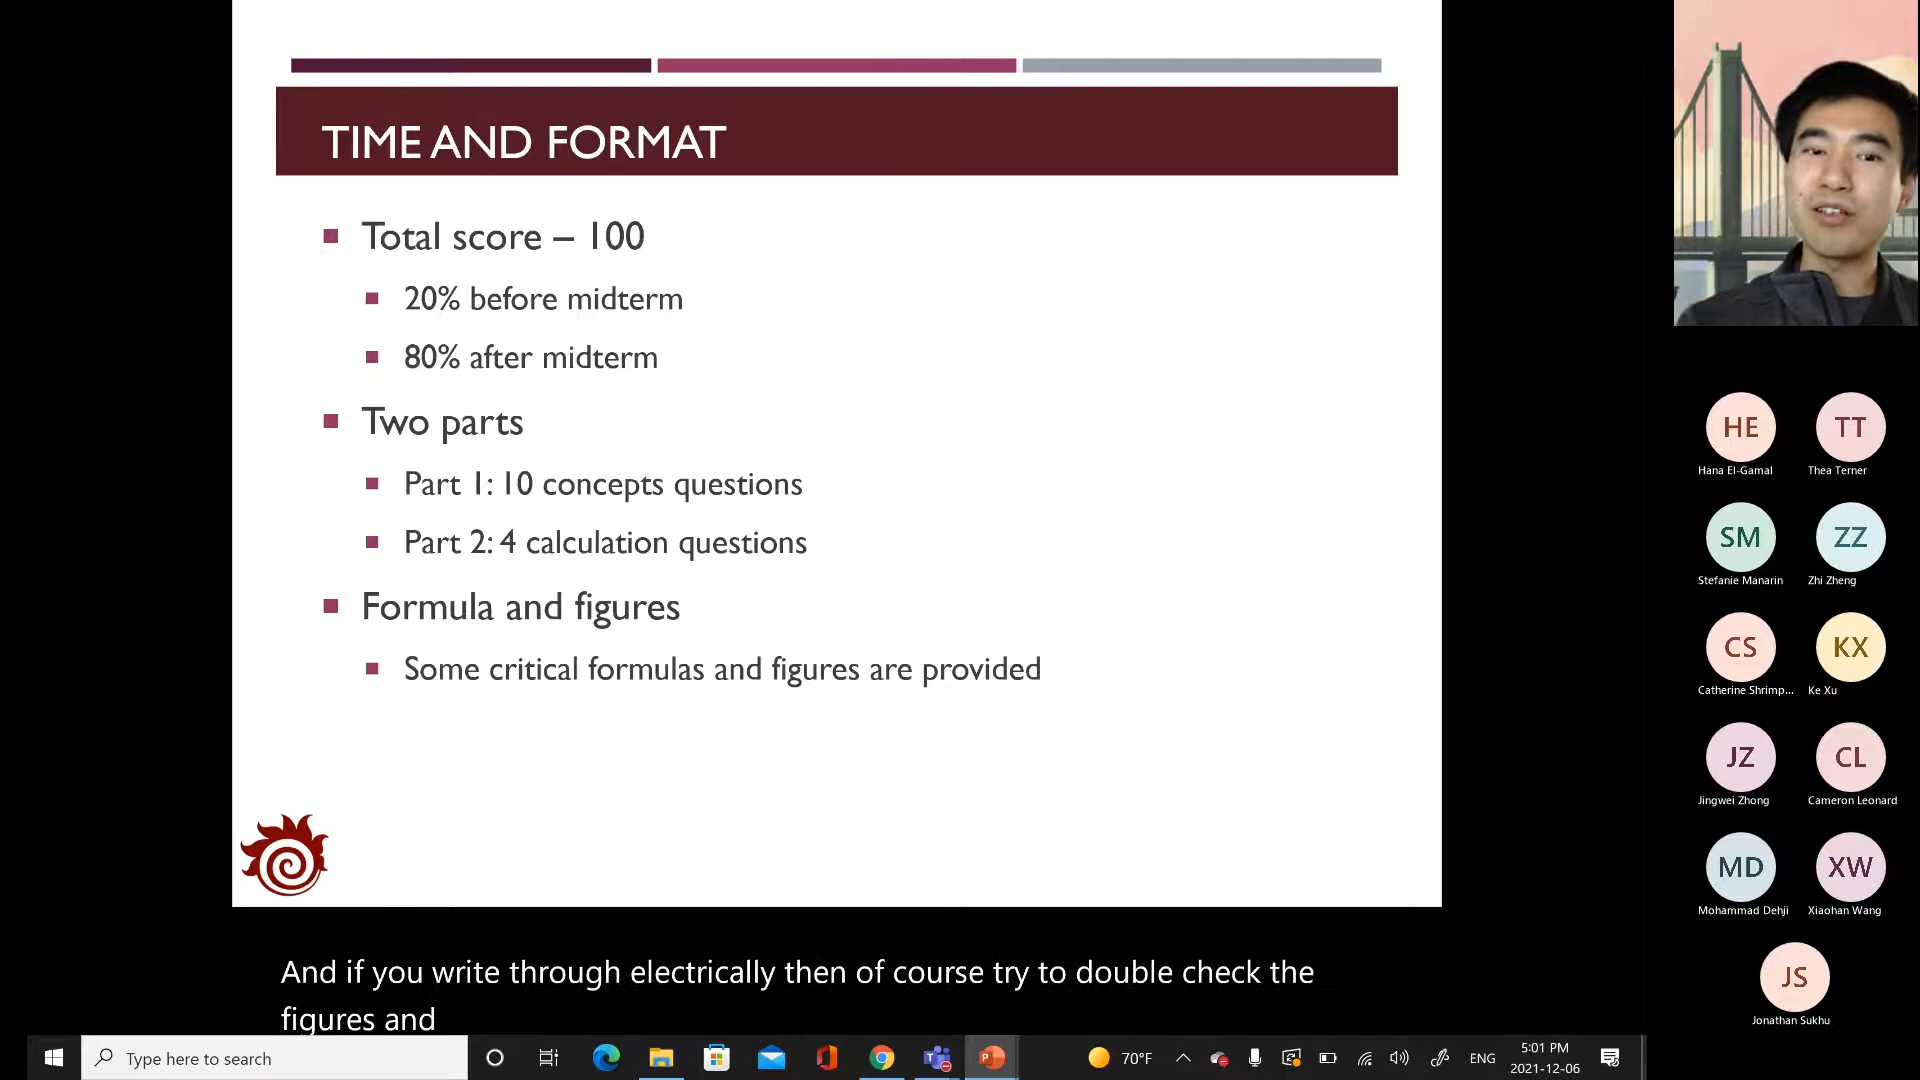 TIME AND FORMAT
Total score – 100
20% before midterm
80% after midterm
Two parts
Part 1: 10 concepts questions
Part 2: 4 calculation questions
Formula and figures
Some critical formulas and figures are provided
And if you write through electrically then of course try to double check the
figures and
HE
Hana El-Gamal
TT
Thea Terner
SM
Stefanie Manarin
ZZ
Zhi Zheng
CS
Catherine Shrimp...
KX
Ke Xu
JZ
Jingwei Zhong
CL
Cameron Leonard
MD
Mohammad Dehji
XW
Xiaohan Wang
JS
Jonathan Sukhu
Type here to search
70°F
ENG
5:01 PM
2021-12-06